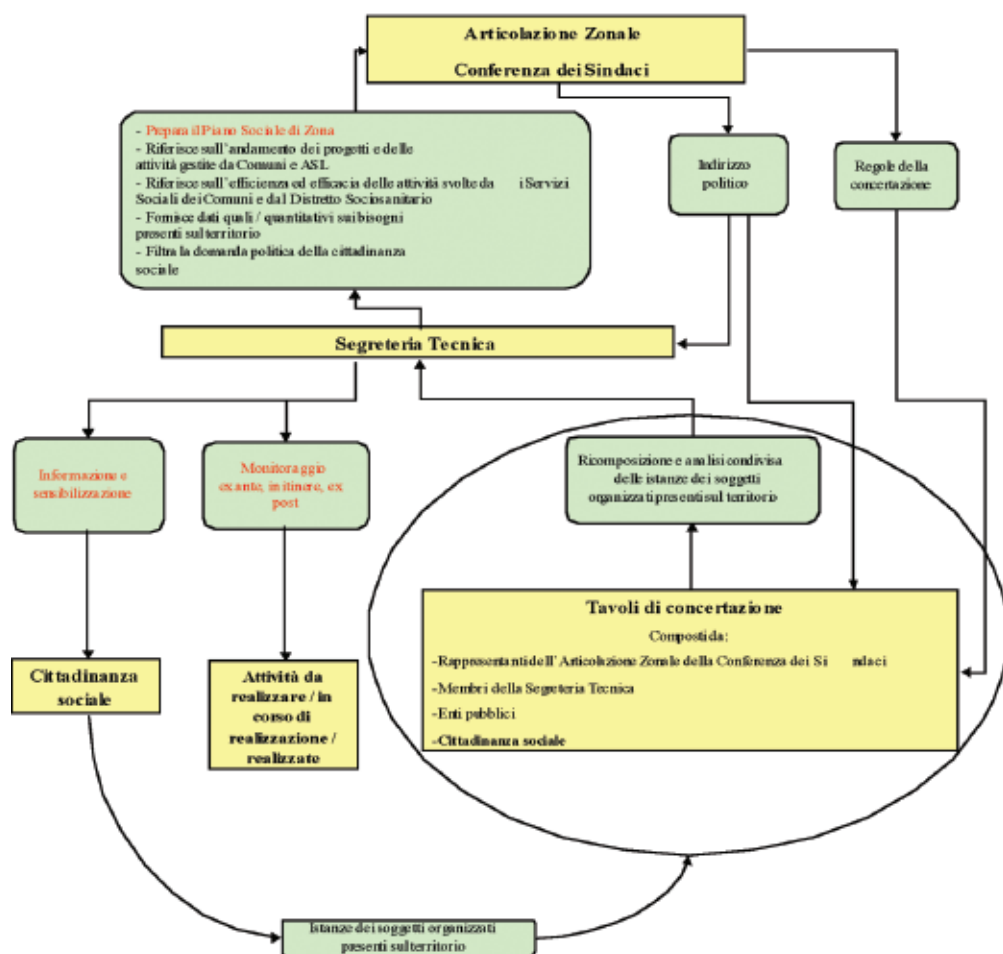 Articolazione Zonale
Conferenza dei Sindaci
- Prepara il Piano Sociale di Zona
- Riferisce sull'andamento dei progetti e delle
attività gestite da Comuni e ASL
- Riferisce sull'efficienza ed efficacia delle attività svolte da i Servizi
Sociali dei Comuni e dal Distretto Sociosanitario
- Fornisce dati quali / quantitativi sui bisogni
presenti sul territorio
- Filtra la domanda politica della cittadinanza
sociale
Indirizzo
politico
Regole della
concertazione
Segreteria Tecnica
Informazione e
sensibilizzazione
Monitoraggio
ex ante, in itinere, ex
post
Ricomposizione e analisi condivisa
delle istanze dei soggetti
organizzati presenti sul territorio
Tavoli di concertazione
Composti da:
-Rappresentanti dell'Articolazione Zonale della Conferenza dei Si ndaci
-Membri della Segreteria Tecnica
-Enti pubblici
-Cittadinanza sociale
Cittadinanza
sociale
Attività da
realizzare / in
corso di
realizzazione /
realizzate
Istanze dei soggetti organizzati
presenti sul territorio